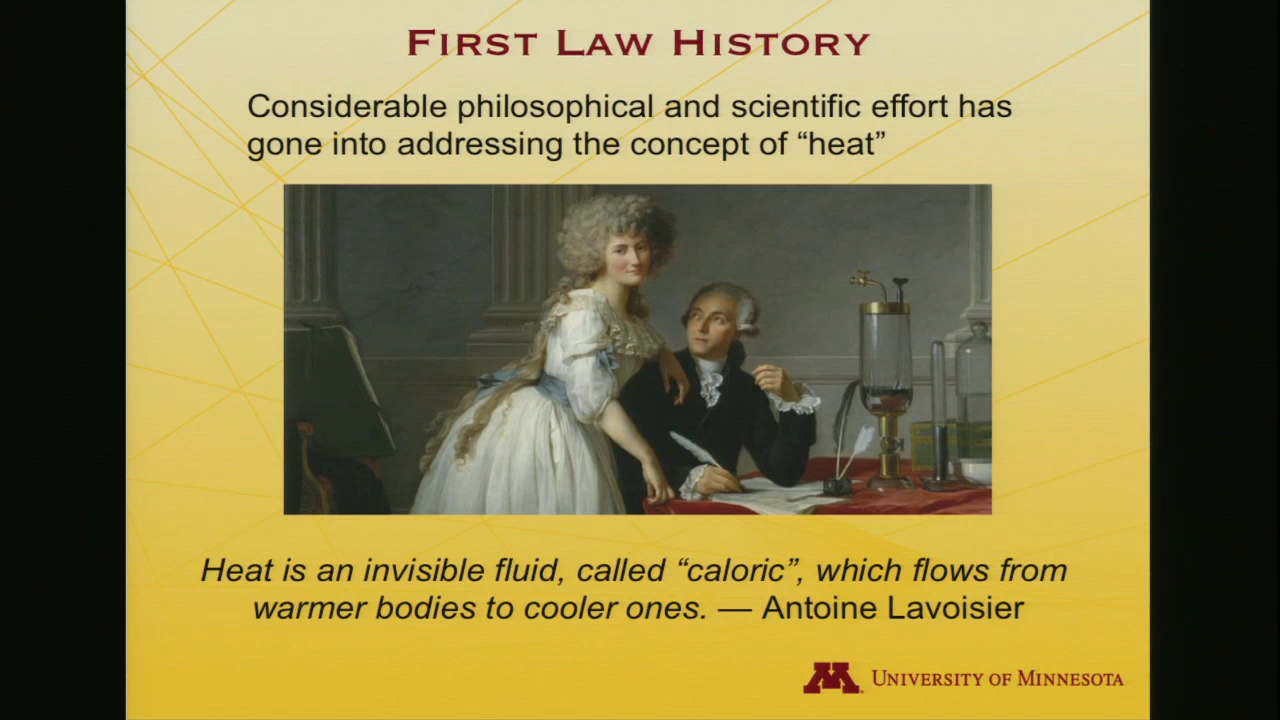 First Law History
Considerable philosophical and scientific effort has
gone into addressing the concept of “heat”
Heat is an invisible fluid, called “caloric”, which flows from
warmer bodies to cooler ones. — Antoine Lavoisier
M University of Minnesota